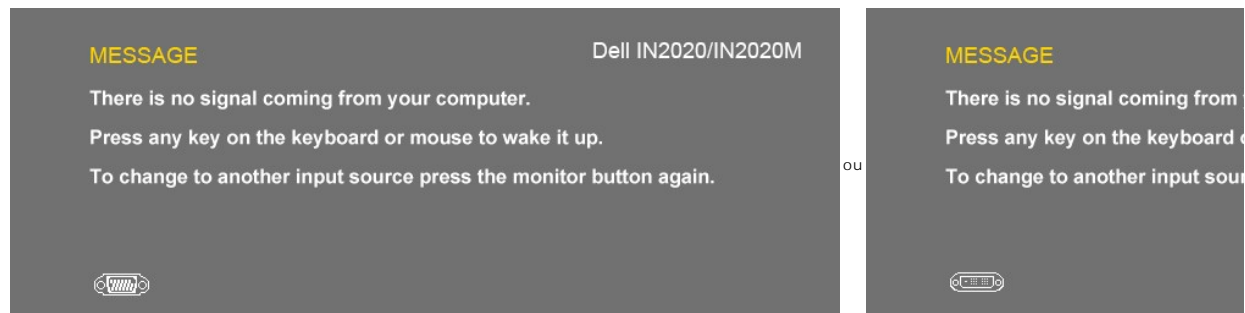 MESSAGE
Dell IN2020/IN2020M
There is no signal coming from your computer.
Press any key on the keyboard or mouse to wake it up.
To change to another input source press the monitor button again.
ou
MESSAGE
There is no signal coming from
Press any key on the keyboard
To change to another input